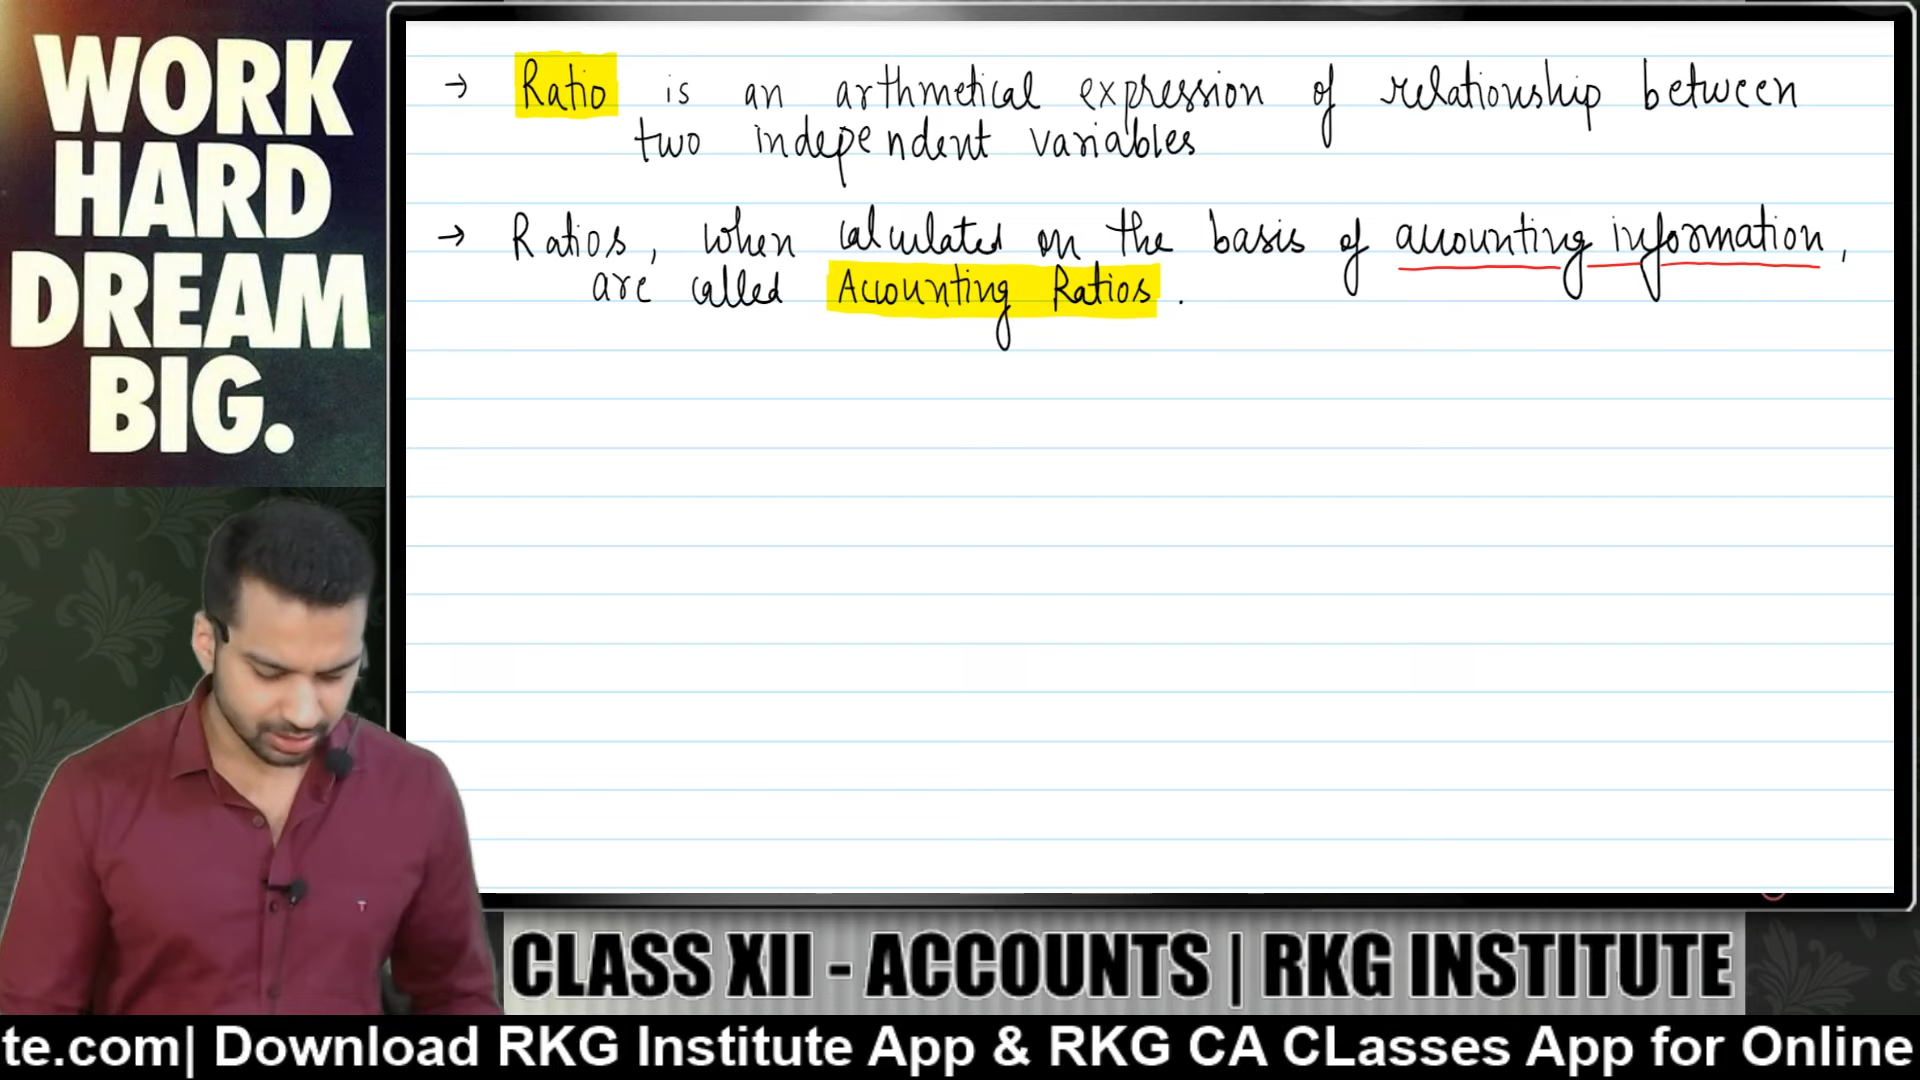 WORK
HARD
DREAM
BIG.
→ Ratio is an arthmetical expression of relationship between
two independent variables
→ Ratios, when calculated on the basis of accounting information,
are called Accounting Ratios.
CLASS XII - ACCOUNTS | RKG INSTITUTE
te.com| Download RKG Institute App & RKG CA CLasses App for Online